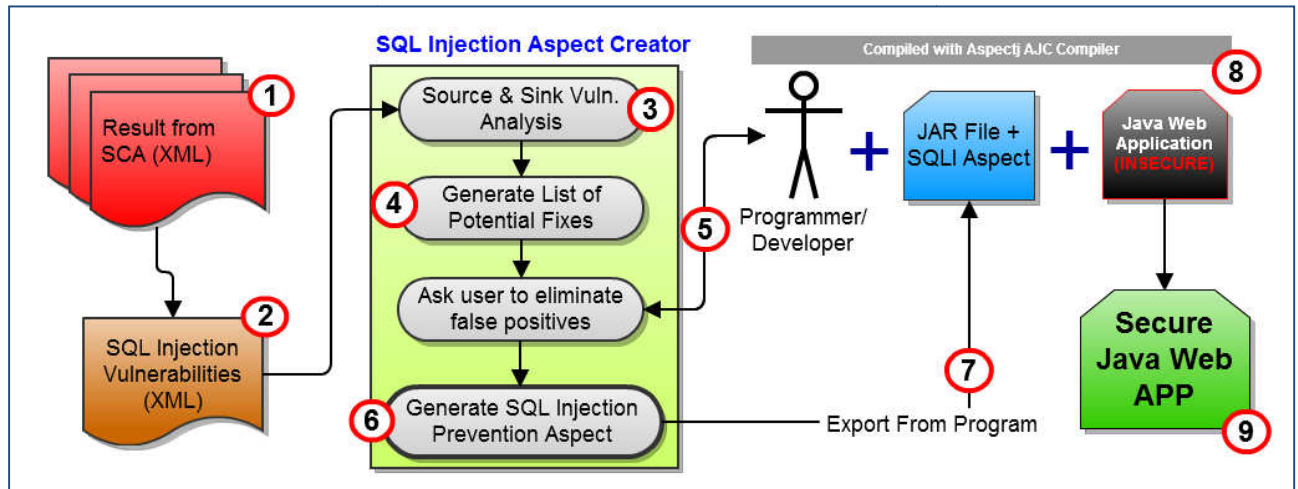 1
Result from
SCA (XML)
2
SQL Injection
Vulnerabilities
(XML)
SQL Injection Aspect Creator
3
Source & Sink Vuln.
Analysis
4
Generate List of
Potential Fixes
5
Ask user to eliminate
false positives
6
Generate SQL Injection
Prevention Aspect
Compiled with Aspectj AJC Compiler
8
Programmer/
Developer
+
JAR File +
SQLI Aspect
+
Java Web
Application
(INSECURE)
7
Export From Program
Secure
Java Web
APP
9